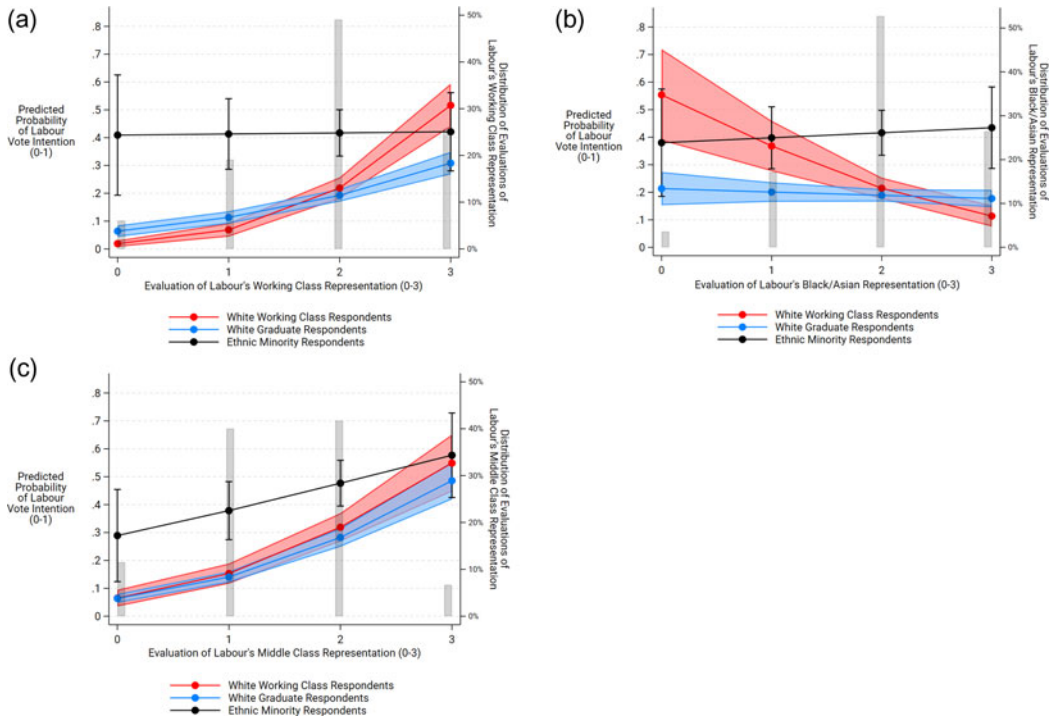 (a)
.8
.7
.6
.5
.4
.3
.2
.1
0
Predicted
Probability
of Labour
Vote Intention
(0-1)
50%
40%
30%
20%
10%
0%
Distribution of Evaluations of
Labour's Working Class Representation
0 1 2 3
Evaluation of Labour's Working Class Representation (0-3)
White Working Class Respondents
White Graduate Respondents
Ethnic Minority Respondents
(b)
.8
.7
.6
.5
.4
.3
.2
.1
0
Predicted
Probability
of Labour
Vote Intention
(0-1)
50%
40%
30%
20%
10%
0%
Distribution of Evaluations of
Labour's Black/Asian Representation
0 1 2 3
Evaluation of Labour's Black/Asian Representation (0-3)
White Working Class Respondents
White Graduate Respondents
Ethnic Minority Respondents
(c)
.8
.7
.6
.5
.4
.3
.2
.1
0
Predicted
Probability
of Labour
Vote Intention
(0-1)
50%
40%
30%
20%
10%
0%
Distribution of Evaluations of
Labour's Middle Class Representation
0 1 2 3
Evaluation of Labour's Middle Class Representation (0-3)
White Working Class Respondents
White Graduate Respondents
Ethnic Minority Respondents